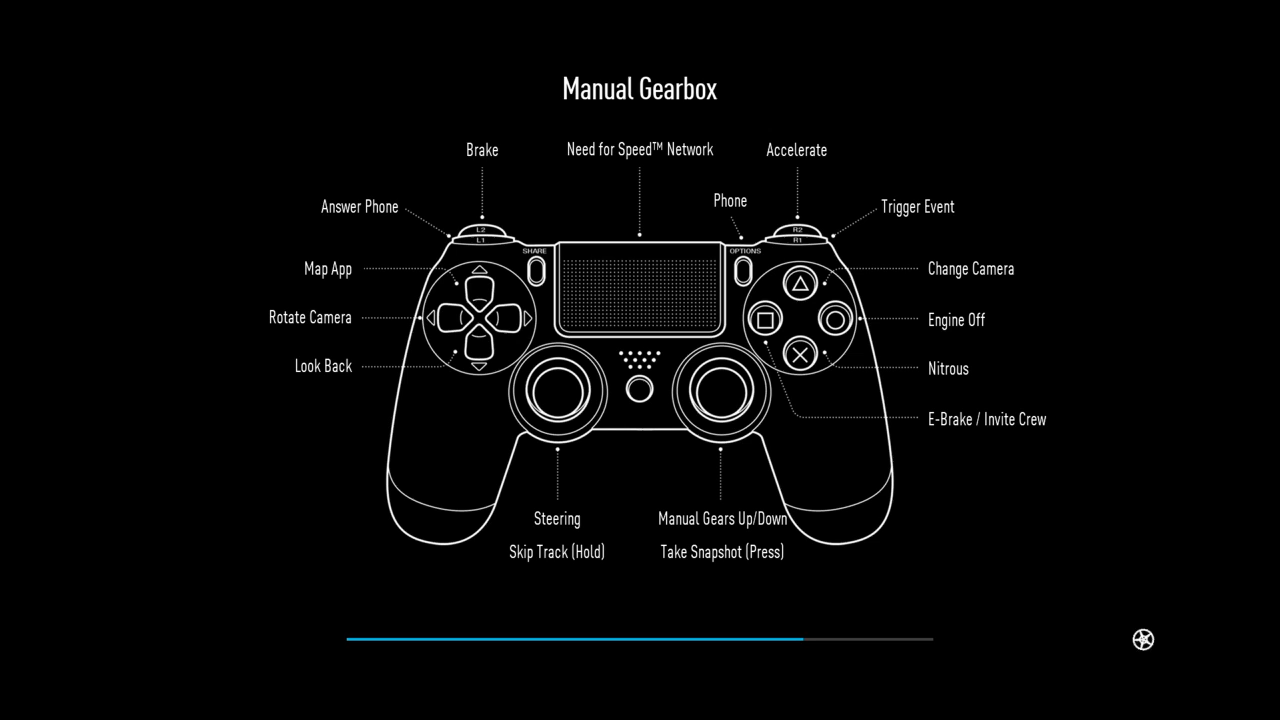 Manual Gearbox
Brake
Need for Speed™ Network
Accelerate
Answer Phone
Phone
Trigger Event
L2
L1
R2
R1
SHARE
OPTIONS
Map App
Change Camera
Rotate Camera
Engine Off
Look Back
Nitrous
E-Brake / Invite Crew
Steering
Manual Gears Up/Down
Skip Track (Hold)
Take Snapshot (Press)